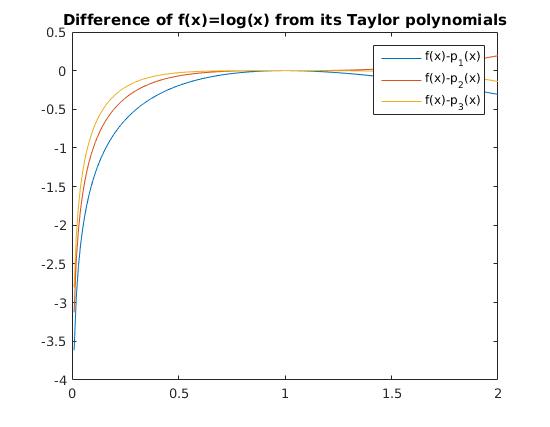 Difference of f(x)=log(x) from its Taylor polynomials
0.5
0
-0.5
-1
-1.5
-2
-2.5
-3
-3.5
-4
f(x)-p1(x)
f(x)-p2(x)
f(x)-p3(x)
0 0.5 1 1.5 2